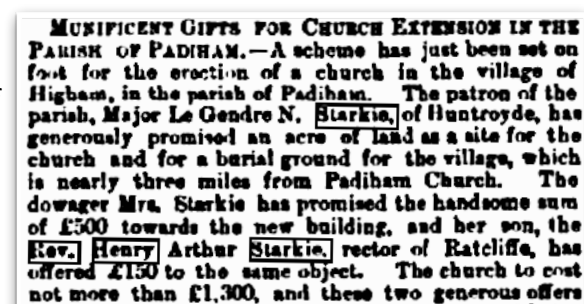 MUNIFICENT GIFTS FOR CHURCH EXTENSION IN THE
PARISH OF PADIHAM.—A scheme has just been set on
foot for the erection of a church in the village of
Higham, in the parish of Padiham. The patron of the
parish, Major Le Gendre N. Starkie, of Huntroyde, has
generously promised an acre of land as a site for the
church and for a burial ground for the village, which
is nearly three miles from Padiham Church. The
dowager Mrs. Starkie has promised the handsome sum
of £500 towards the new building, and her son, the
Rev. Henry Arthur Starkie, rector of Ratcliffe, has
offered £150 to the same object. The church to cost
not more than £1,300, and these two generous offers